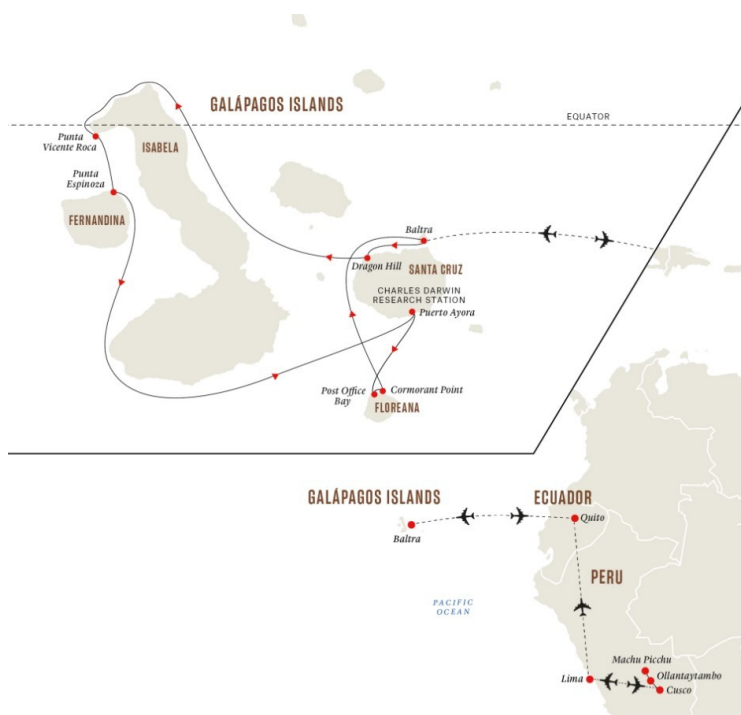 GALÁPAGOS ISLANDS
EQUATOR
Punta
Vicente Roca
ISABELA
Punta
Espinoza
FERNANDINA
Baltra
Dragon Hill
SANTA CRUZ
CHARLES DARWIN
RESEARCH STATION
Puerto Ayora
Post Office
Bay
Cormorant Point
FLOREANA
GALÁPAGOS ISLANDS
ECUADOR
Quito
Baltra
PERU
PACIFIC
OCEAN
Machu Picchu
Ollantaytambo
Lima
Cusco